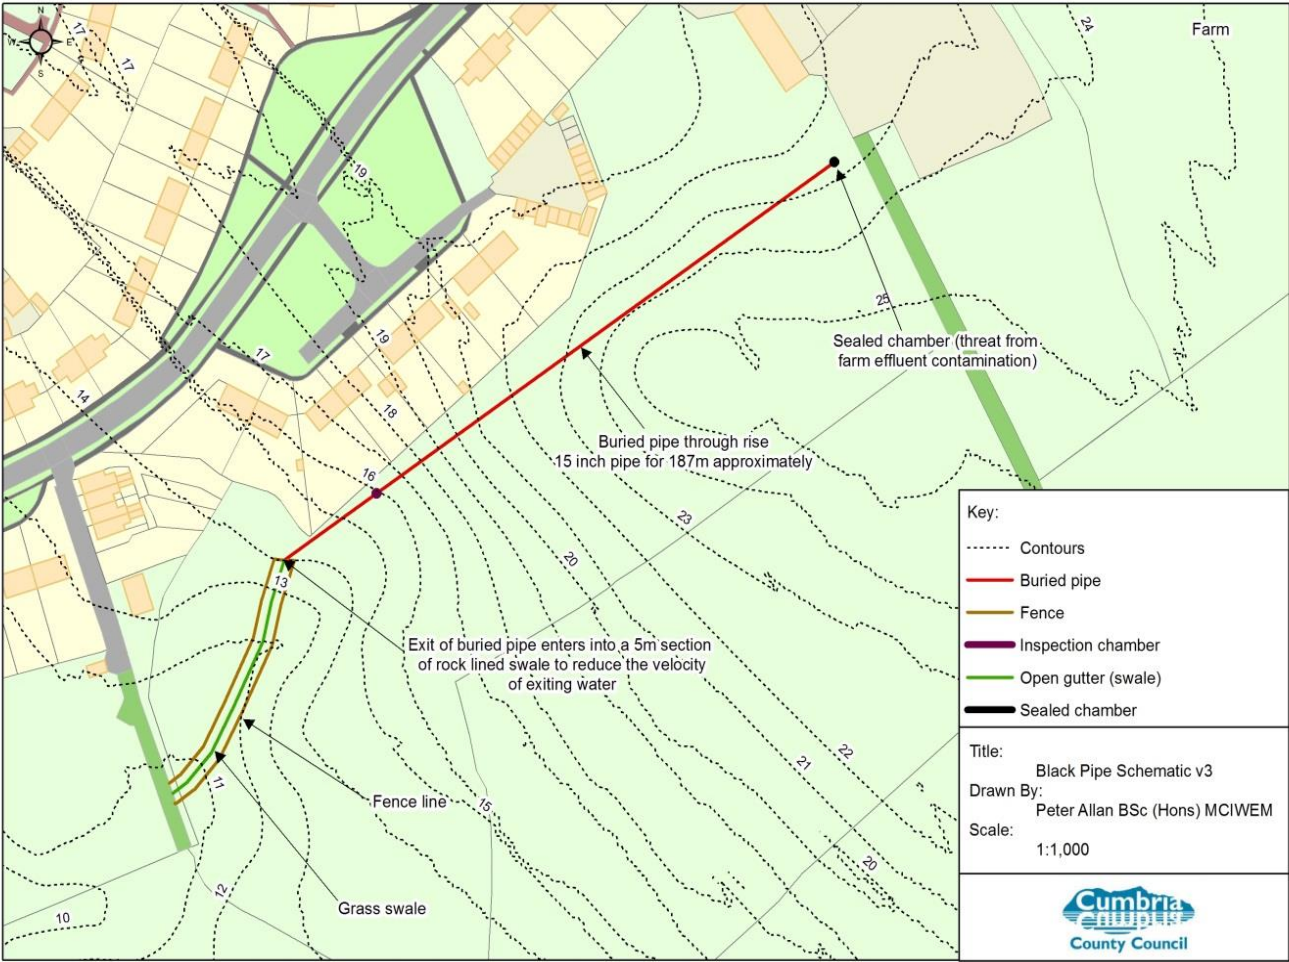 N
W
E
S
17
17
24
Farm
19
25
Sealed chamber (threat from
farm effluent contamination)
19
17
14
18
Buried pipe through rise
15 inch pipe for 187m approximately
16
23
20
13
Exit of buried pipe enters into a 5m section
of rock lined swale to reduce the velocity
of exiting water
22
21
11
Fence line
15
20
12
Grass swale
10
Key:
Contours
Buried pipe
Fence
Inspection chamber
Open gutter (swale)
Sealed chamber
Title:
Black Pipe Schematic v3
Drawn By:
Peter Allan BSc (Hons) MCIWEM
Scale:
1:1,000
Cumbria
County Council